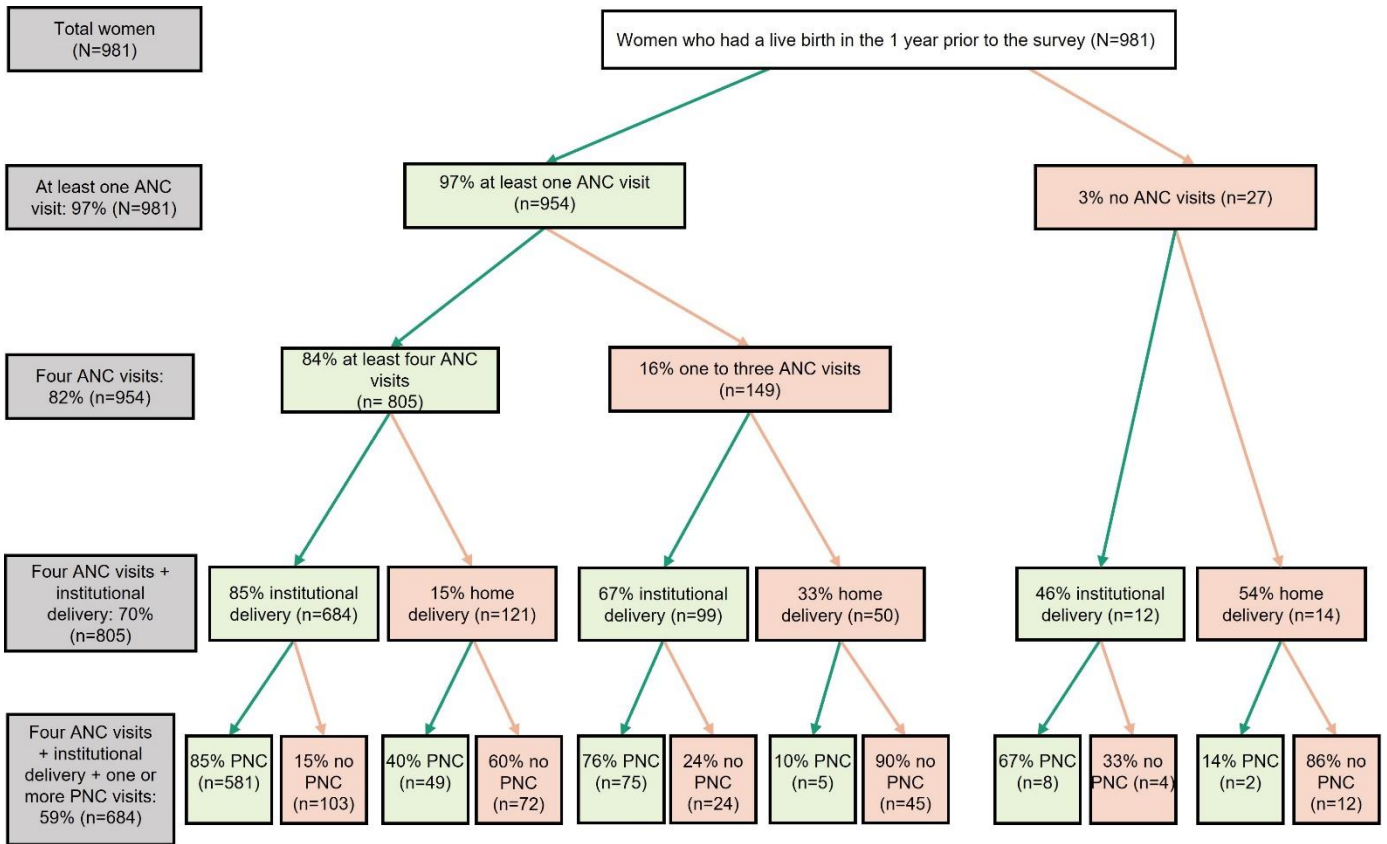 Total women
(N=981)
Women who had a live birth in the 1 year prior to the survey (N=981)
At least one ANC
visit: 97% (N=981)
97% at least one ANC visit
(n=954)
3% no ANC visits (n=27)
Four ANC visits:
82% (n=954)
84% at least four ANC
visits
(n= 805)
16% one to three ANC visits
(n=149)
Four ANC visits +
institutional
delivery: 70%
(n=805)
85% institutional
delivery (n=684)
15% home
delivery (n=121)
67% institutional
delivery (n=99)
33% home
delivery (n=50)
46% institutional
delivery (n=12)
54% home
delivery (n=14)
Four ANC visits
+ institutional
delivery + one or
more PNC visits:
59% (n=684)
85% PNC
(n=581)
15% no
PNC
(n=103)
40% PNC
(n=49)
60% no
PNC
(n=72)
76% PNC
(n=75)
24% no
PNC
(n=24)
10% PNC
(n=5)
90% no
PNC
(n=45)
67% PNC
(n=8)
33% no
PNC (n=4)
14% PNC
(n=2)
86% no
PNC
(n=12)